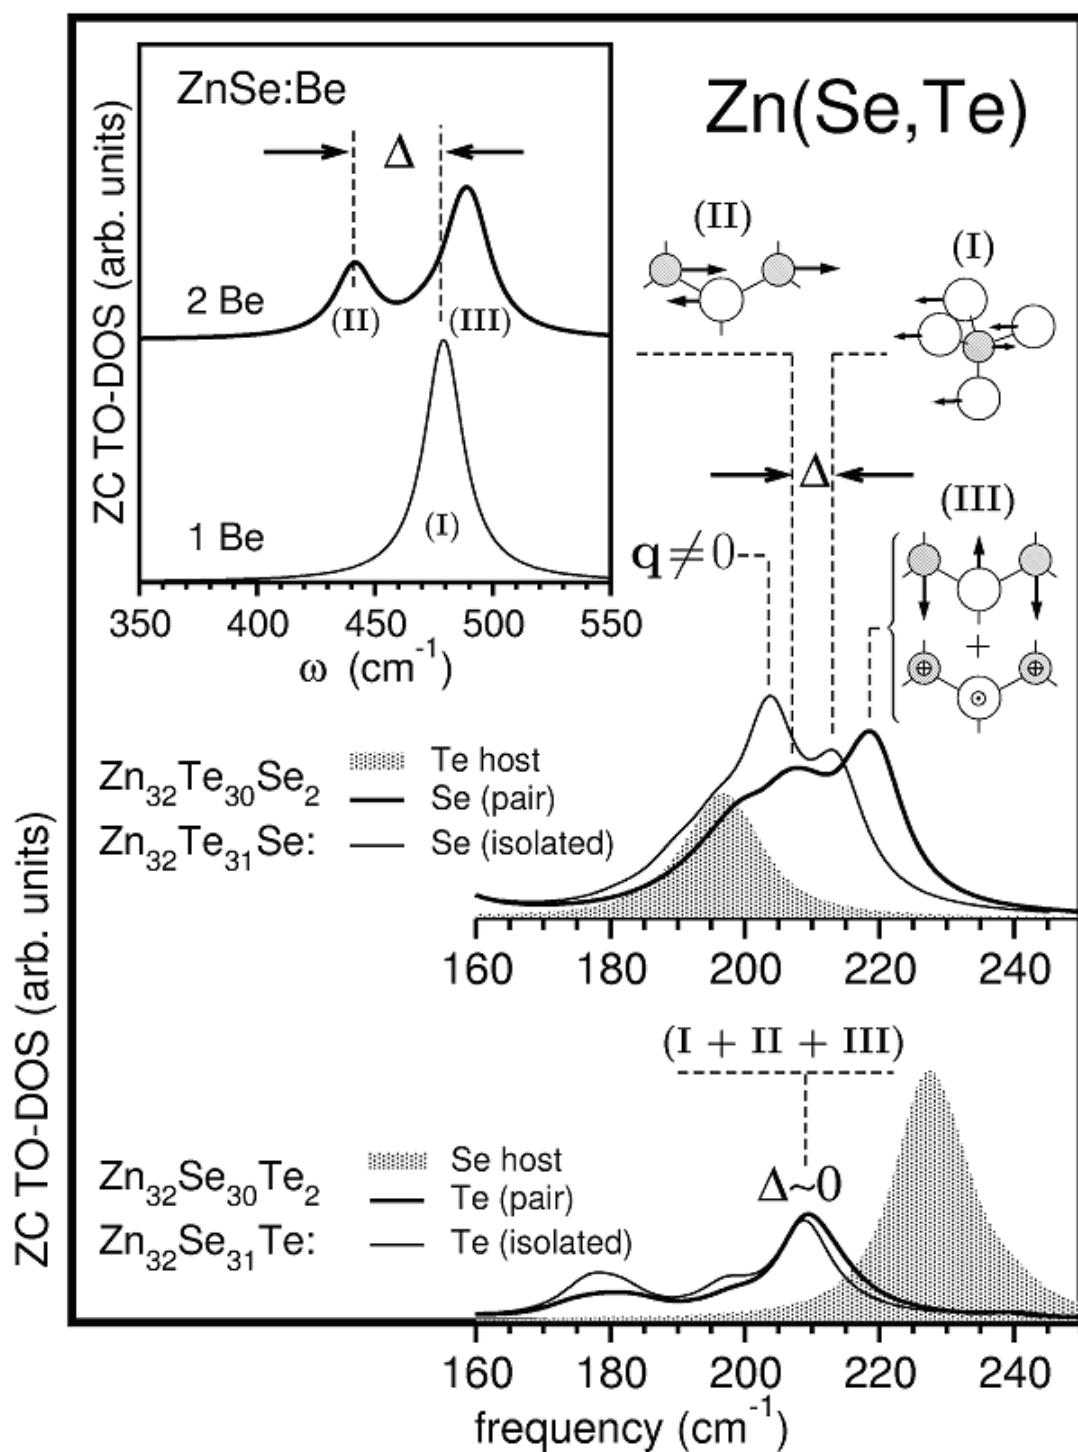 ZnSe:Be
Zn(Se,Te)
Δ
(II)
(I)
2 Be
(II)
(III)
ZC TO-DOS (arb. units)
Δ
(I)
1 Be
(III)
q≠0
350 400 450 500 550
ω (cm⁻¹)
+
Zn₃₂Te₃₀Se₂
Te host
Se (pair)
Zn₃₂Te₃₁Se:
Se (isolated)
160 180 200 220 240
ZC TO-DOS (arb. units)
(I + II + III)
Zn₃₂Se₃₀Te₂
Se host
Te (pair)
Δ~0
Zn₃₂Se₃₁Te:
Te (isolated)
160 180 200 220 240
frequency (cm⁻¹)